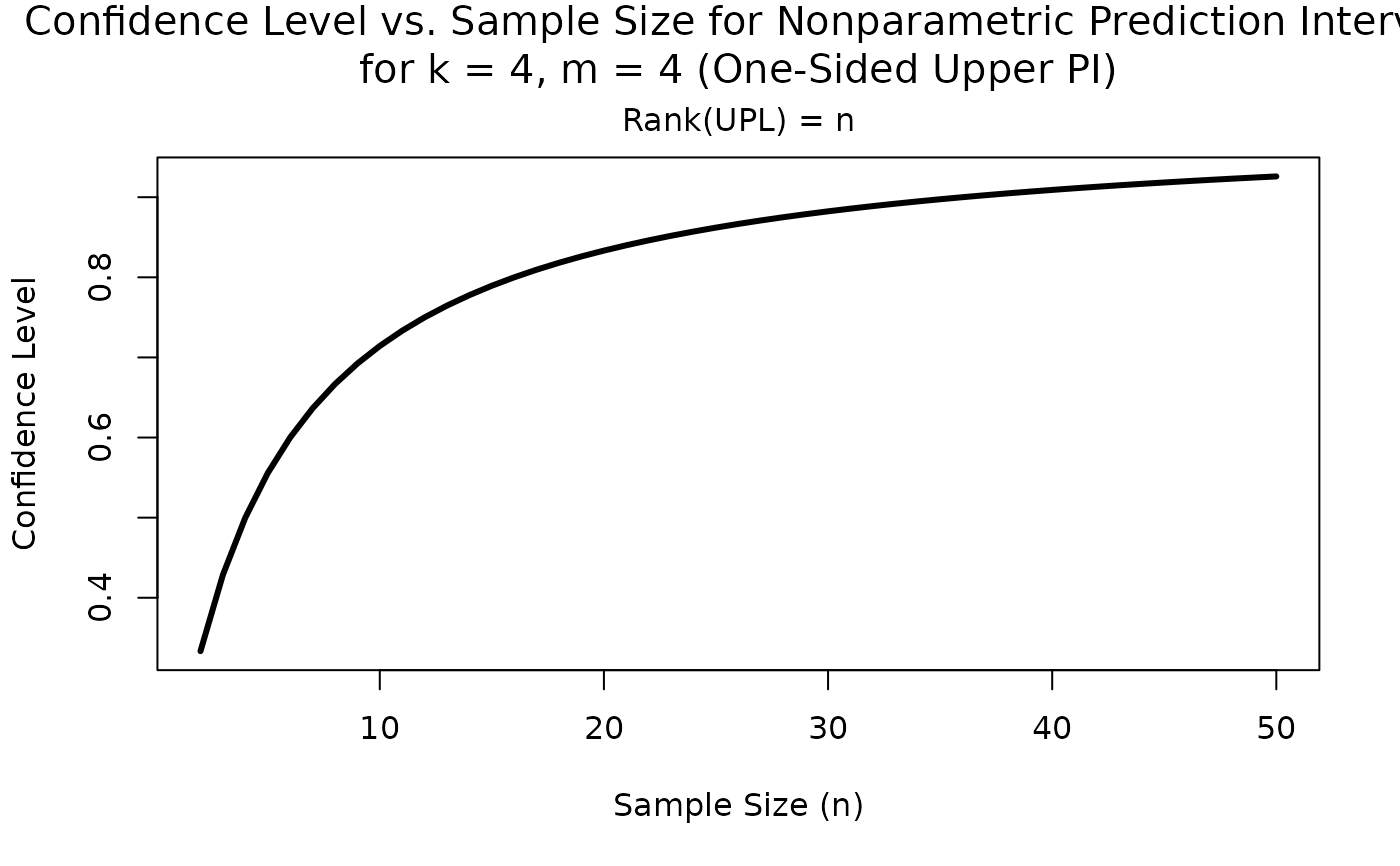 Confidence Level vs. Sample Size for Nonparametric Prediction
for k = 4, m = 4 (One-Sided Upper PI)
Rank(UPL) = n
Confidence Level
0.8
0.6
0.4
10 20 30 40 50
Sample Size (n)